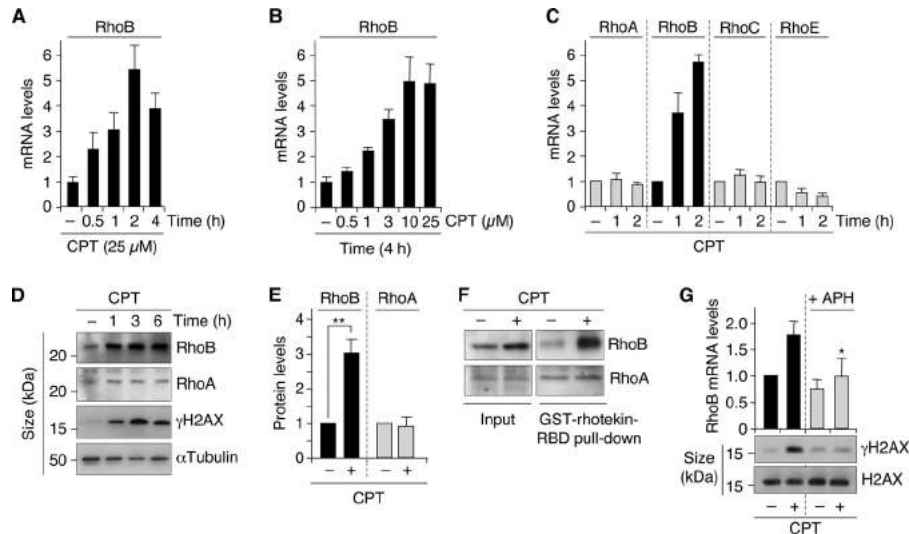 A
RhoB
mRNA levels
6
5
4
3
2
1
0
– 0.5 1 2 4 Time (h)
CPT (25 µM)
B
RhoB
mRNA levels
6
5
4
3
2
1
0
– 0.5 1 3 10 25 CPT (µM)
Time (4 h)
C
RhoA RhoB RhoC RhoE
mRNA levels
6
5
4
3
2
1
0
– 1 2 – 1 2 – 1 2 – 1 2 Time (h)
CPT
D
CPT
– 1 3 6 Time (h)
Size (kDa)
20 RhoB
20 RhoA
15 γH2AX
50 αTubulin
E
RhoB RhoA
Protein levels
4
3
2
1
0
**
– + – +
CPT
F
CPT
– + – +
RhoB
RhoA
Input
GST-rhotekin-
RBD pull-down
G
+ APH
RhoB mRNA levels
2.0
1.5
1.0
0.5
0.0
*
Size
(kDa)
15 γH2AX
15 H2AX
– + – +
CPT